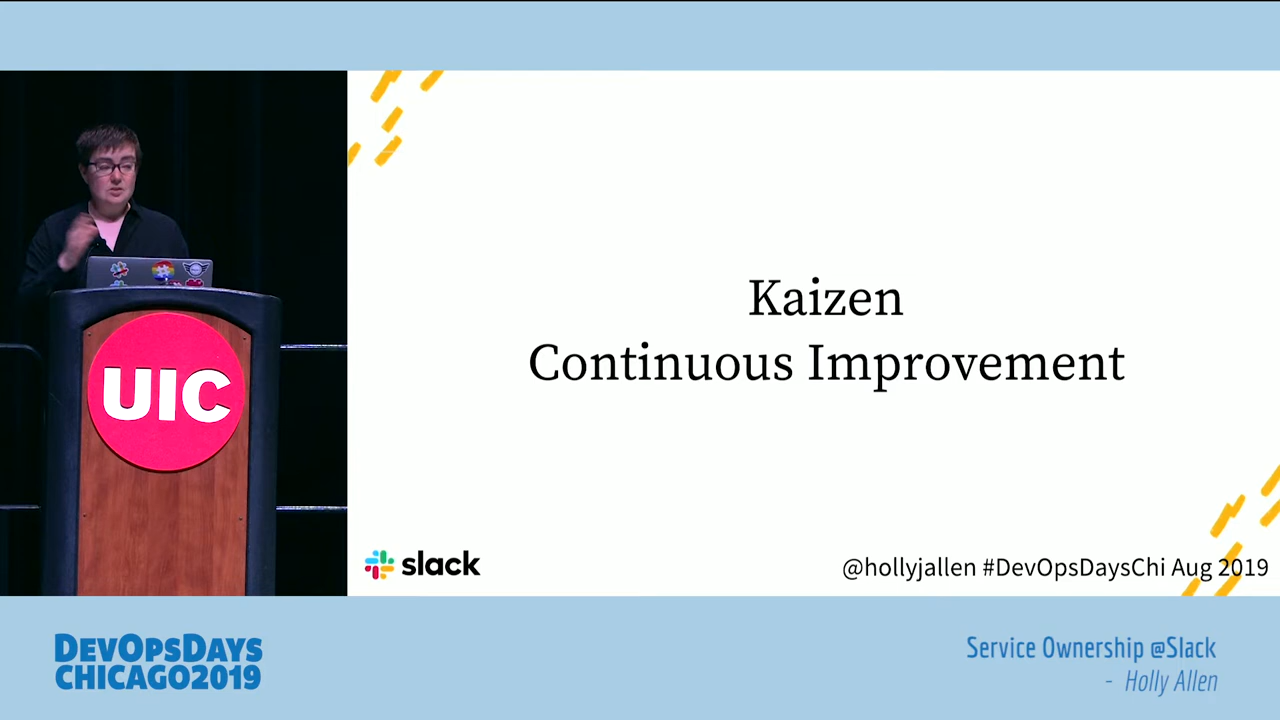 Kaizen
Continuous Improvement
UIC
slack
@hollyjallen #DevOpsDaysChi Aug 2019
DEVOPSDAYS
CHICAGO2019
Service Ownership @Slack
- Holly Allen